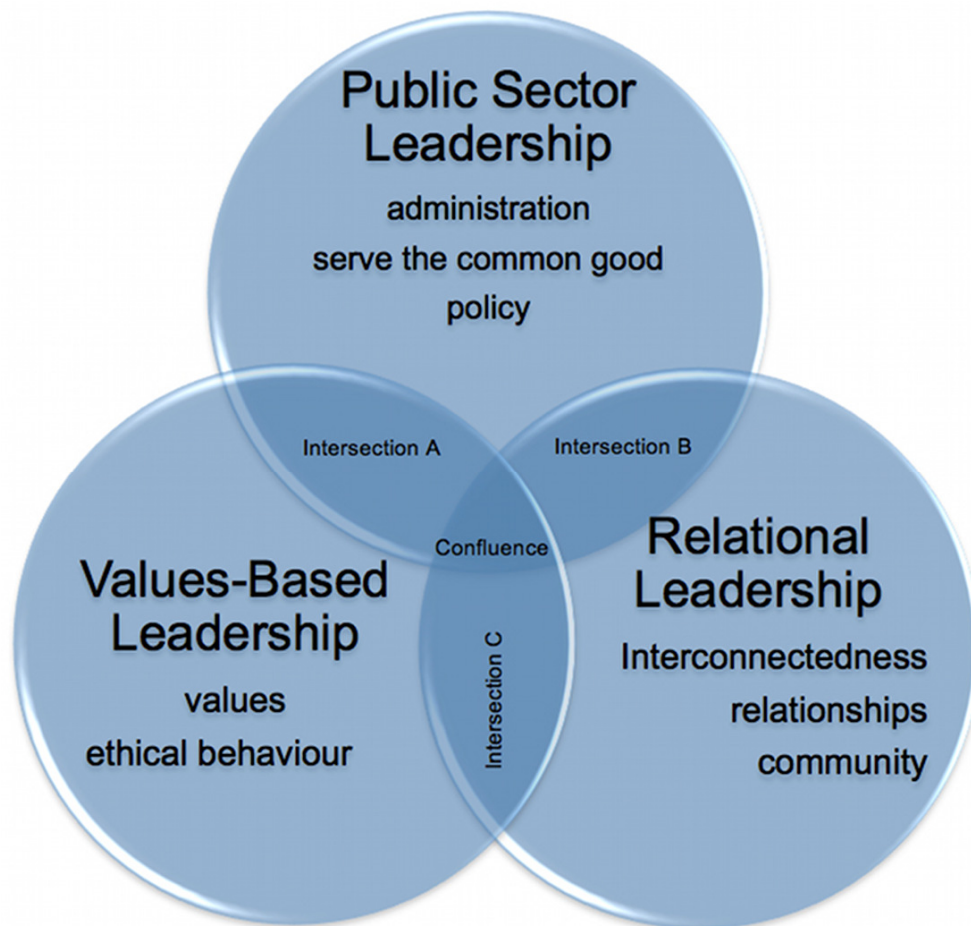 Public Sector
Leadership
administration
serve the common good
policy
Intersection A
Intersection B
Confluence
Values-Based
Leadership
values
ethical behaviour
Relational
Leadership
Interconnectedness
relationships
community
Intersection C